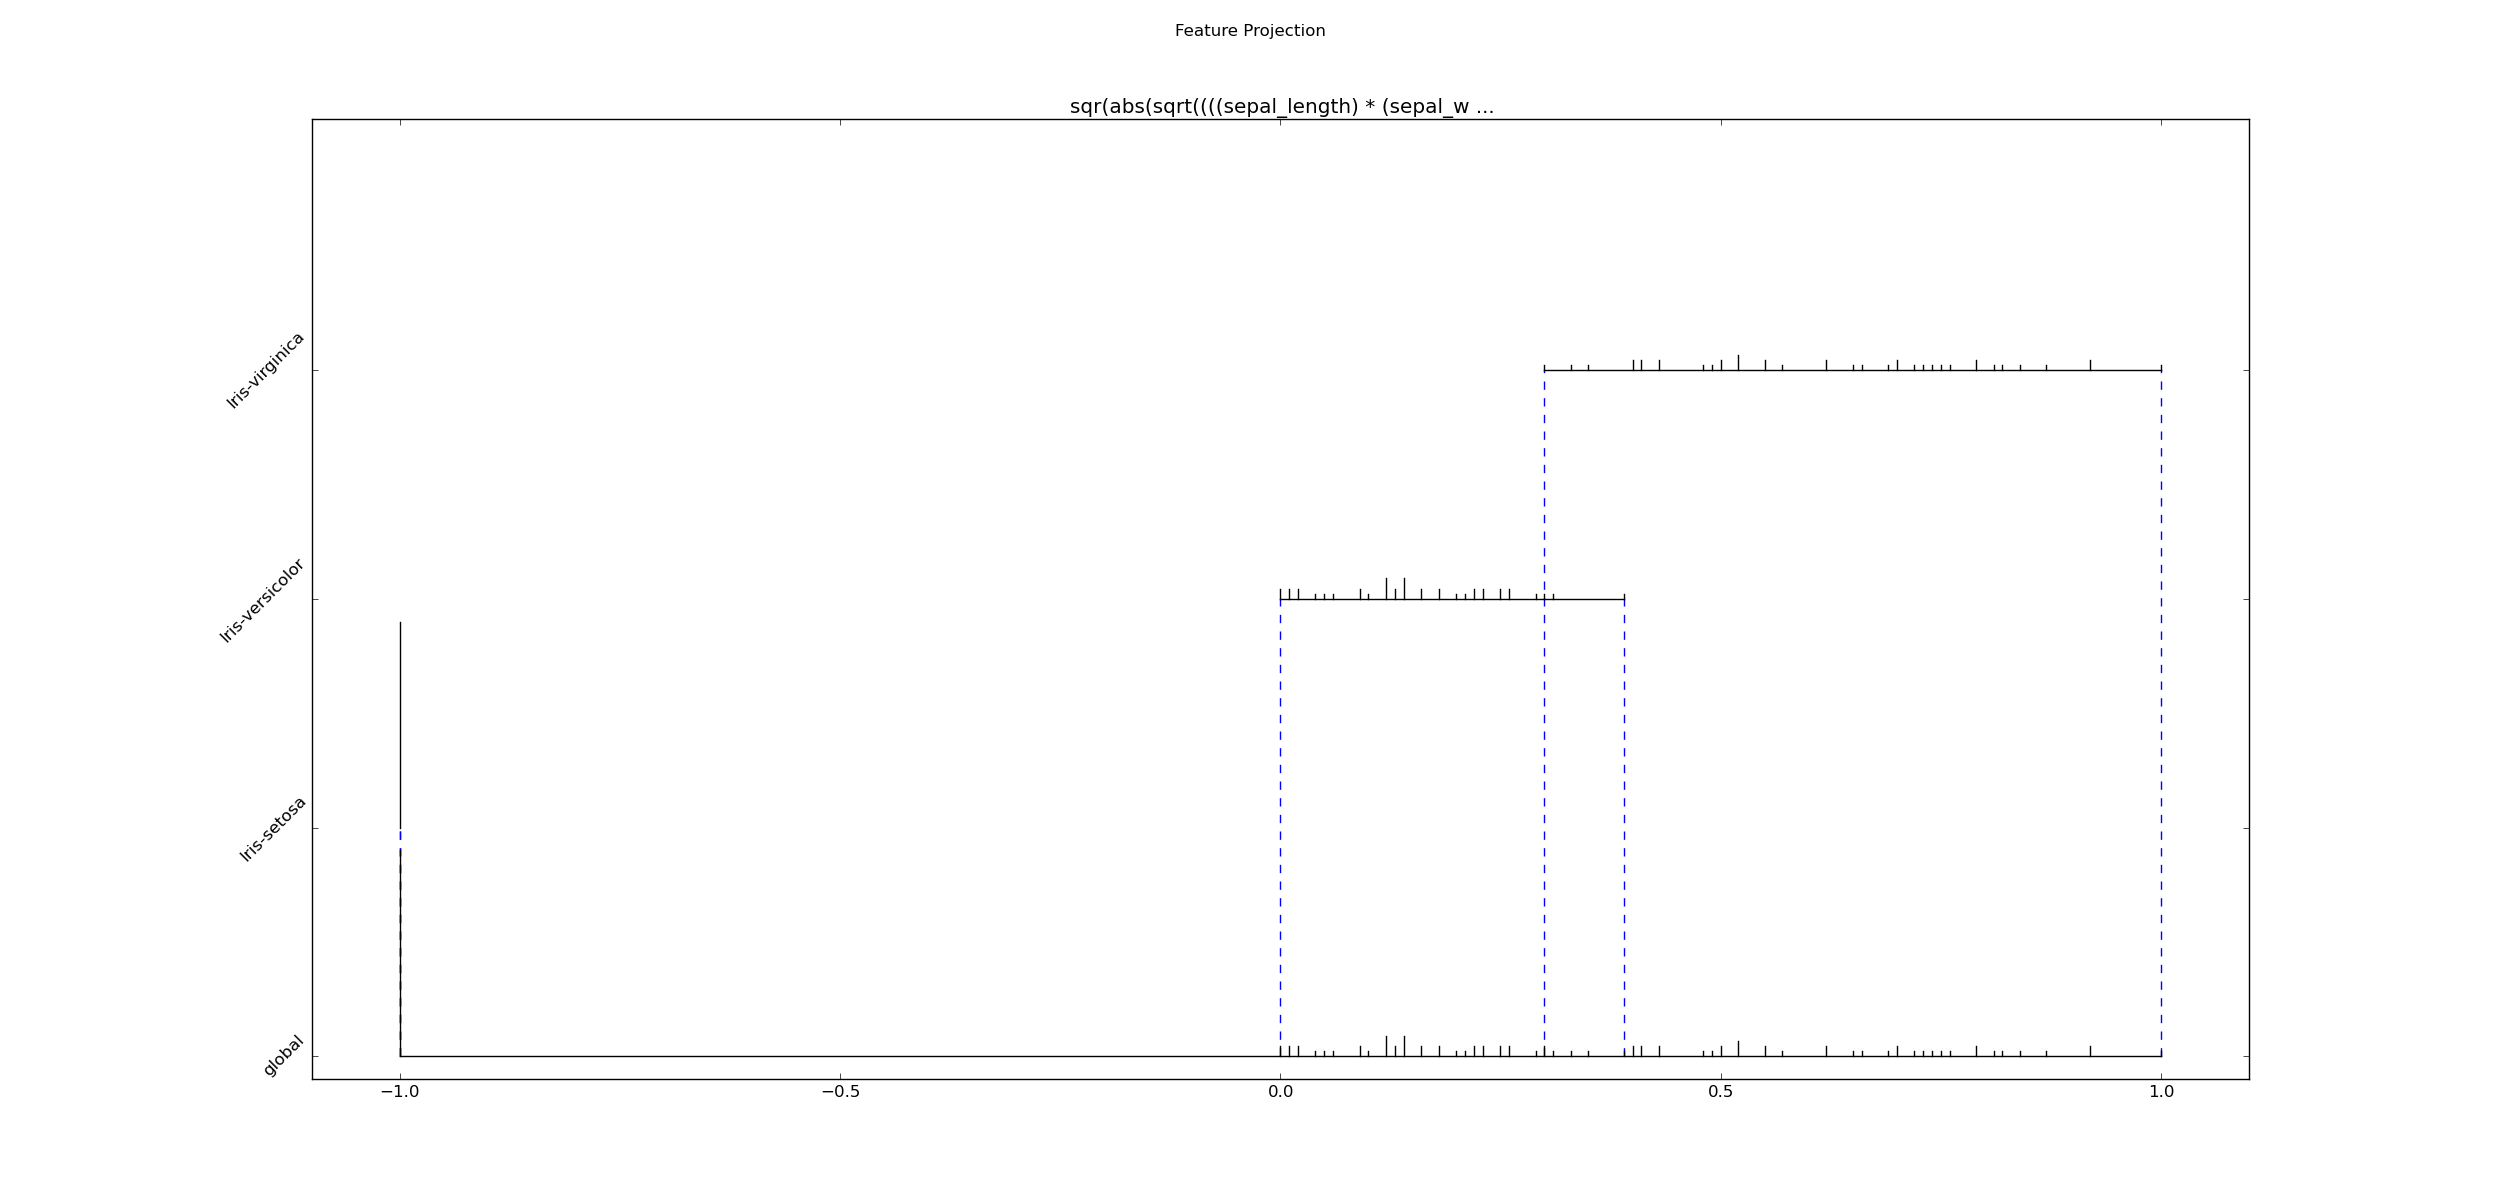 Feature Projection
sqr(abs(sqrt((((sepal_length) * (sepal_w ...
Iris-virginica
Iris-versicolor
Iris-setosa
global
−1.0 −0.5 0.0 0.5 1.0